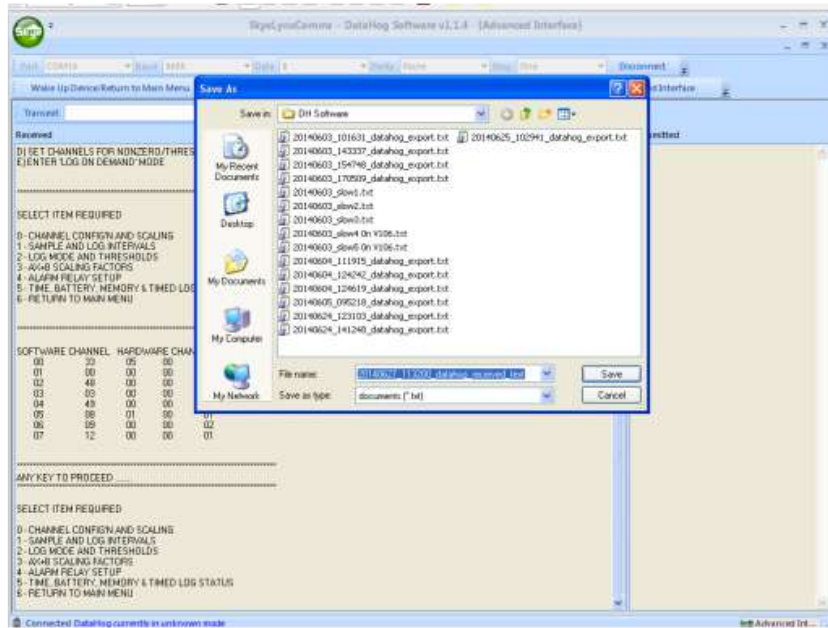 DataHog Software v1.1.4 - (Advanced Interface)
Disconnect
Wake Up Device/Return to Main Menu
Transmit
Received
D) SET CHANNELS FOR NONZERO/THRES
E)ENTER 'LOG ON DEMAND' MODE
SELECT ITEM REQUIRED
0 - CHANNEL CONFIG'N AND SCALING
1 - SAMPLE AND LOG INTERVALS
2 - LOG MODE AND THRESHOLDS
3 - AX+B SCALING FACTORS
4 - ALARM RELAY SETUP
5 - TIME, BATTERY, MEMORY & TIMED LOG
6 - RETURN TO MAIN MENU
SOFTWARE CHANNEL HARDWARE CHAN
00 33 05 00
01 00 00 00
02 48 00 00
03 03 00 00
04 49 00 00
05 08 01 00 01
06 09 00 00 02
07 12 00 00 01
ANY KEY TO PROCEED ......
SELECT ITEM REQUIRED
0 - CHANNEL CONFIG'N AND SCALING
1 - SAMPLE AND LOG INTERVALS
2 - LOG MODE AND THRESHOLDS
3 - AX+B SCALING FACTORS
4 - ALARM RELAY SETUP
5 - TIME, BATTERY, MEMORY & TIMED LOG STATUS
6 - RETURN TO MAIN MENU
Save As
Save in: DH Software
My Recent Documents
Desktop
My Documents
My Computer
My Network
20140603_101631_datahog_export.txt
20140603_143337_datahog_export.txt
20140603_154748_datahog_export.txt
20140603_170509_datahog_export.txt
20140603_slow1.txt
20140603_slow2.txt
20140603_slow3.txt
20140603_slow4 On V106.txt
20140603_slow5 On V106.txt
20140604_111915_datahog_export.txt
20140604_124242_datahog_export.txt
20140604_124619_datahog_export.txt
20140605_095218_datahog_export.txt
20140624_123103_datahog_export.txt
20140624_141248_datahog_export.txt
20140625_102941_datahog_export.txt
File name: 20140627_113200_datahog_received_text
Save
Save as type: documents (*.txt)
Cancel
Connected DataHog currently in unknown mode
Advanced Int...